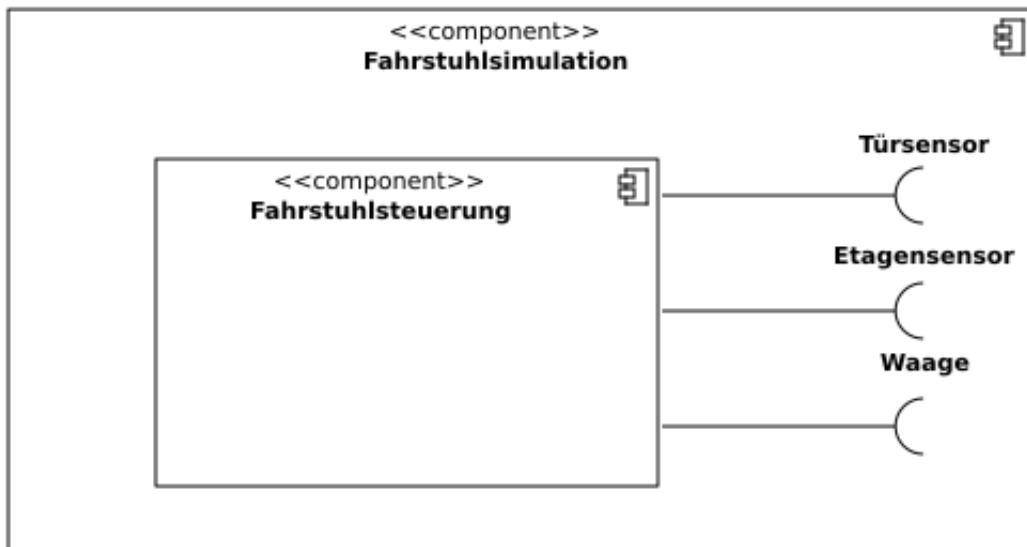 <<component>>
Fahrstuhlsimulation
Türsensor
<<component>>
Fahrstuhlsteuerung
Etagensensor
Waage